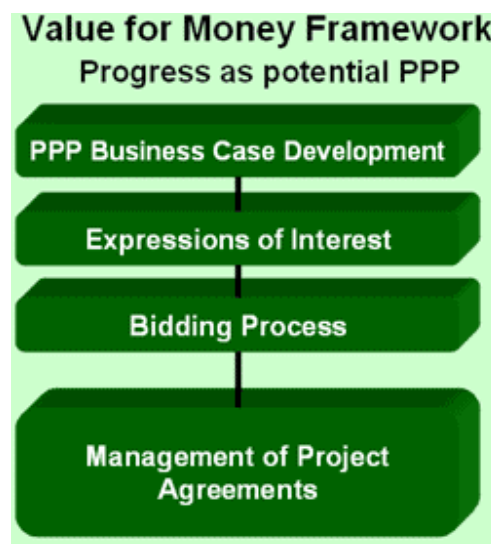 Value for Money Framework
Progress as potential PPP
PPP Business Case Development
Expressions of Interest
Bidding Process
Management of Project
Agreements